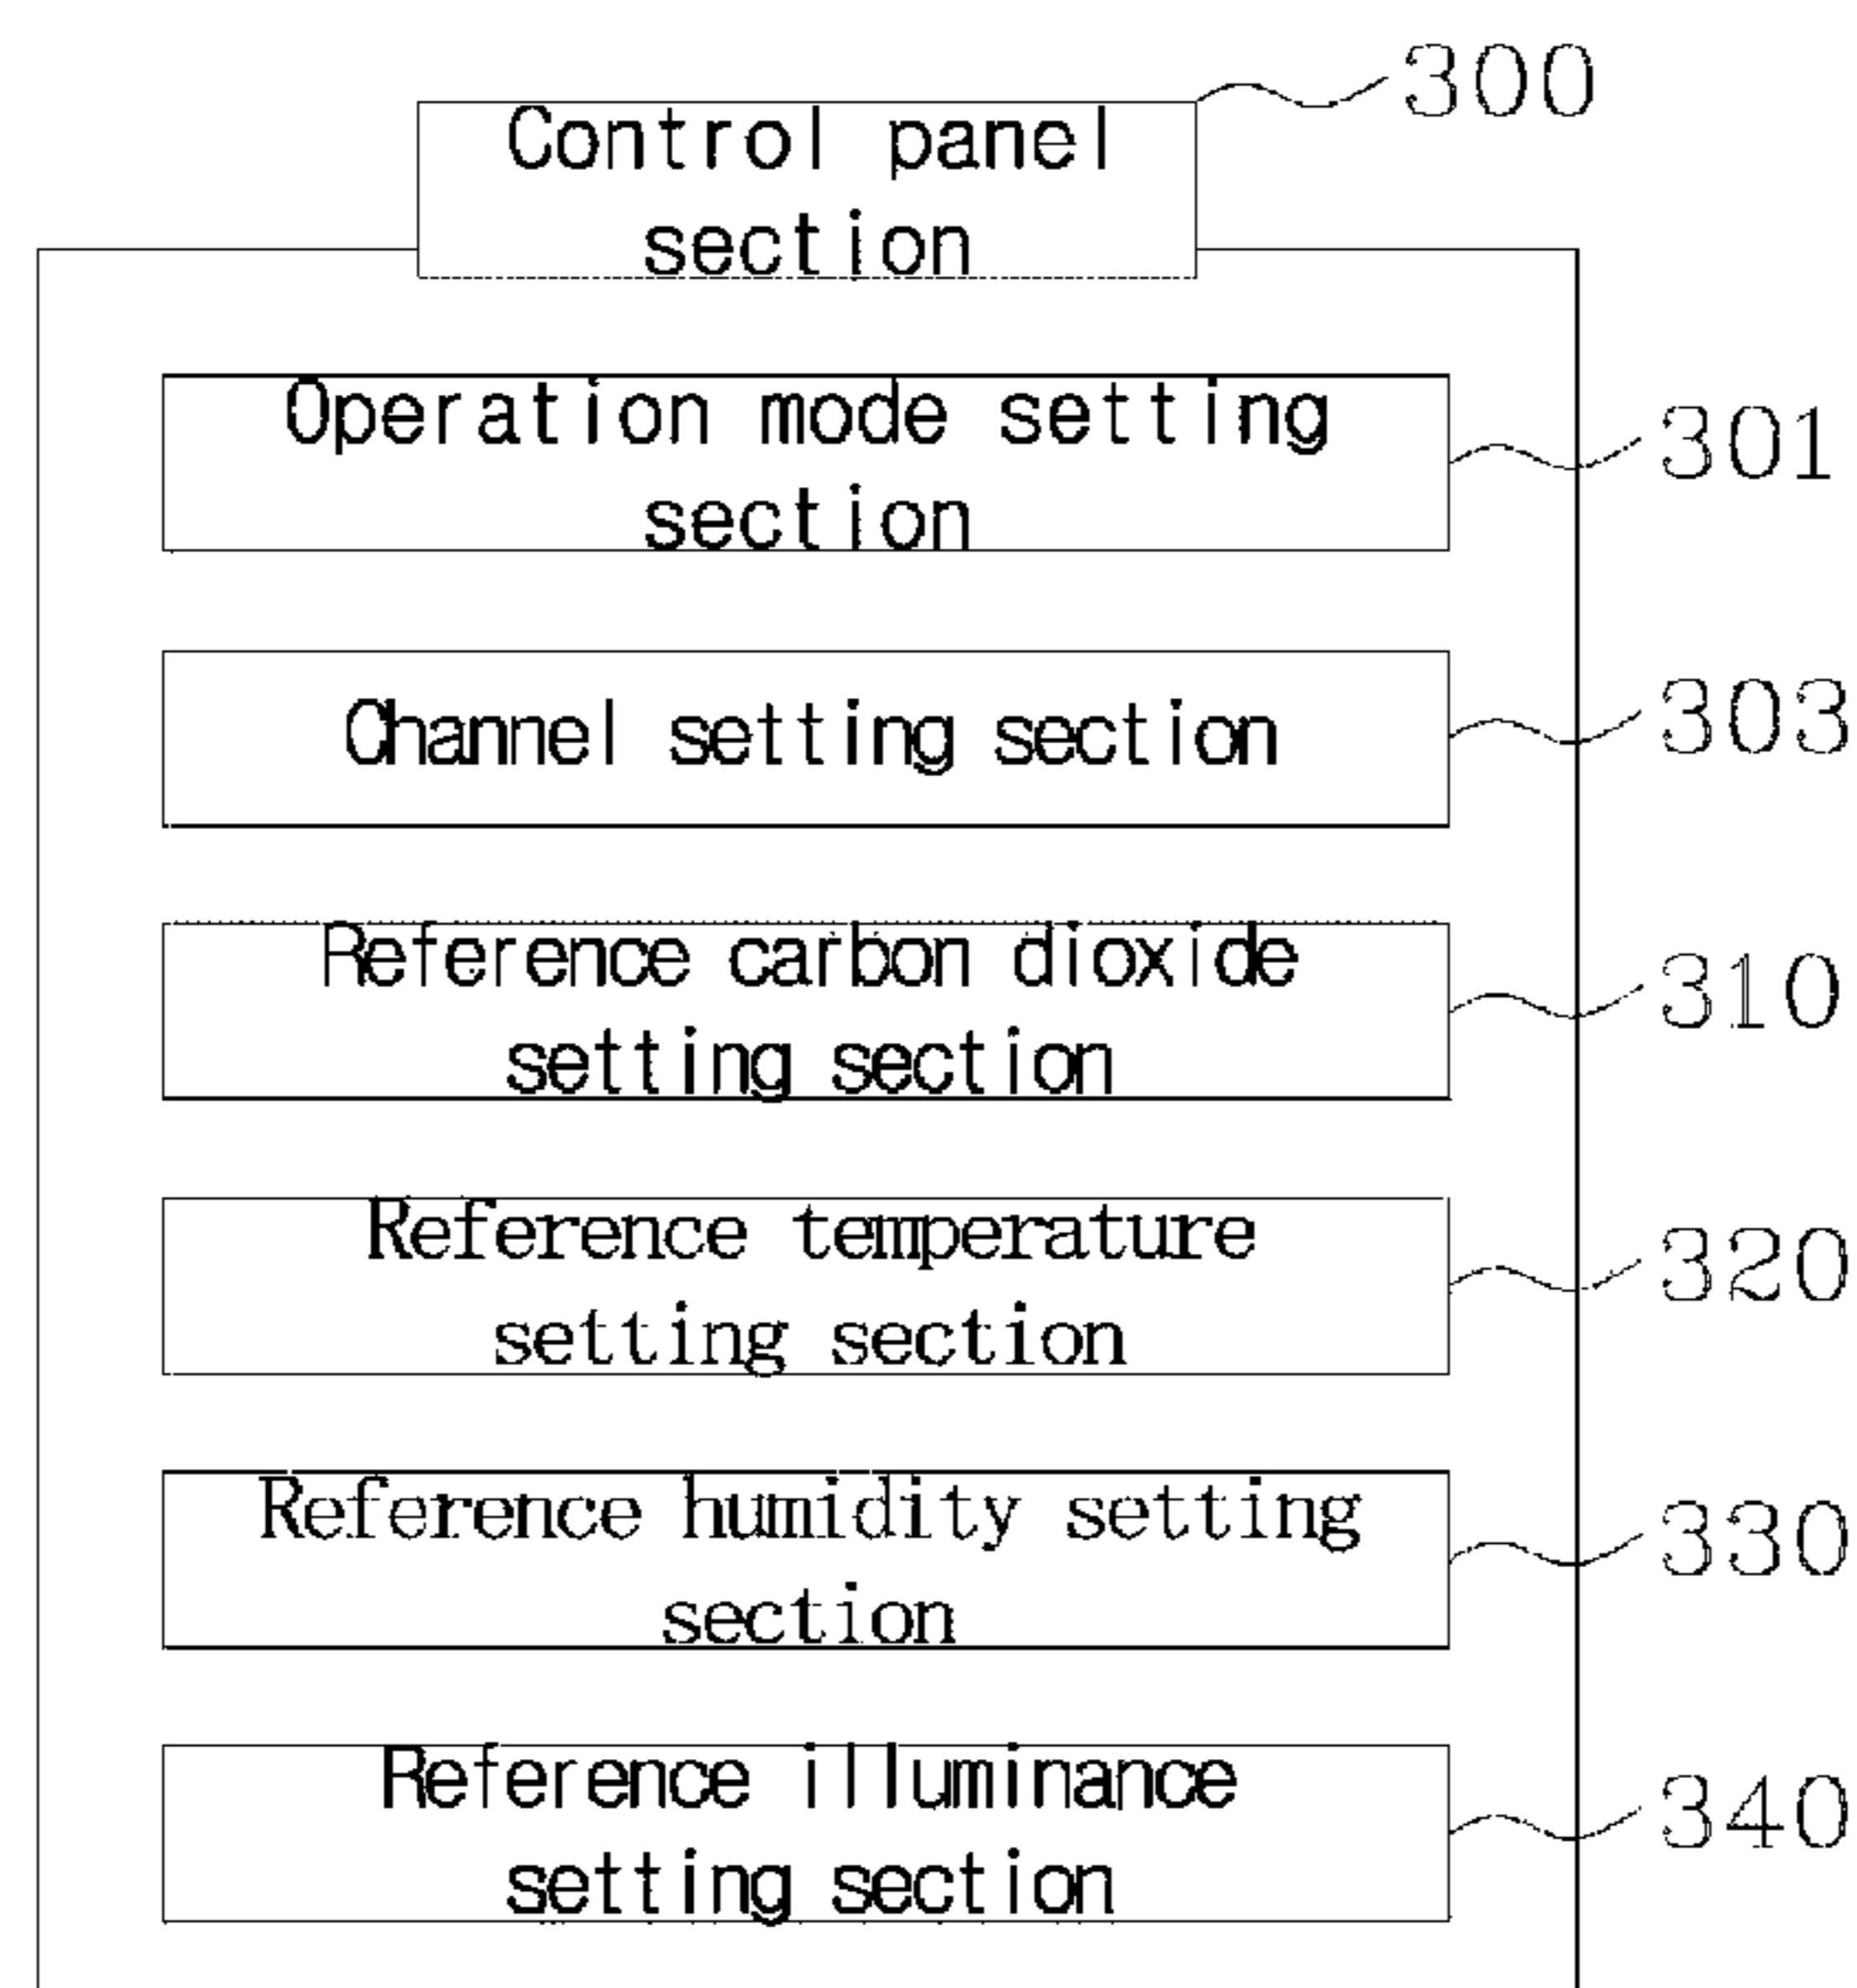 300
Control panel
section
Operation mode setting
section
301
Channel setting section
303
Reference carbon dioxide
setting section
310
Reference temperature
setting section
320
Reference humidity setting
section
330
Reference illuminance
setting section
340